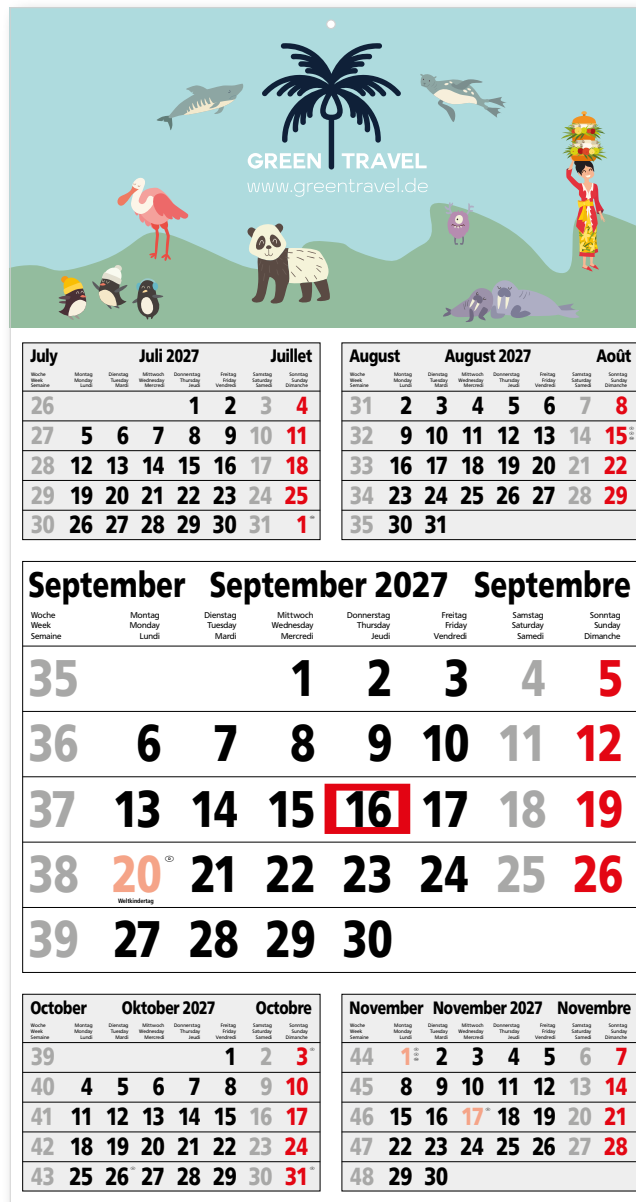 GREEN TRAVEL
www.greentravel.de
July Juli 2027 Juillet
Woche Montag Dienstag Mittwoch Donnerstag Freitag Samstag Sonntag
Week Monday Tuesday Wednesday Thursday Friday Saturday Sunday
Semaine Lundi Mardi Mercredi Jeudi Vendredi Samedi Dimanche
26 1 2 3 4
27 5 6 7 8 9 10 11
28 12 13 14 15 16 17 18
29 19 20 21 22 23 24 25
30 26 27 28 29 30 31 1
August August 2027 Août
Woche Montag Dienstag Mittwoch Donnerstag Freitag Samstag Sonntag
Week Monday Tuesday Wednesday Thursday Friday Saturday Sunday
Semaine Lundi Mardi Mercredi Jeudi Vendredi Samedi Dimanche
31 2 3 4 5 6 7 8
32 9 10 11 12 13 14 15
33 16 17 18 19 20 21 22
34 23 24 25 26 27 28 29
35 30 31
September September 2027 Septembre
Woche Montag Dienstag Mittwoch Donnerstag Freitag Samstag Sonntag
Week Monday Tuesday Wednesday Thursday Friday Saturday Sunday
Semaine Lundi Mardi Mercredi Jeudi Vendredi Samedi Dimanche
35 1 2 3 4 5
36 6 7 8 9 10 11 12
37 13 14 15 16 17 18 19
38 20 21 22 23 24 25 26
Weltkindertag
39 27 28 29 30
October Oktober 2027 Octobre
Woche Montag Dienstag Mittwoch Donnerstag Freitag Samstag Sonntag
Week Monday Tuesday Wednesday Thursday Friday Saturday Sunday
Semaine Lundi Mardi Mercredi Jeudi Vendredi Samedi Dimanche
39 1 2 3
40 4 5 6 7 8 9 10
41 11 12 13 14 15 16 17
42 18 19 20 21 22 23 24
43 25 26 27 28 29 30 31
November November 2027 Novembre
Woche Montag Dienstag Mittwoch Donnerstag Freitag Samstag Sonntag
Week Monday Tuesday Wednesday Thursday Friday Saturday Sunday
Semaine Lundi Mardi Mercredi Jeudi Vendredi Samedi Dimanche
44 1 2 3 4 5 6 7
45 8 9 10 11 12 13 14
46 15 16 17 18 19 20 21
47 22 23 24 25 26 27 28
48 29 30